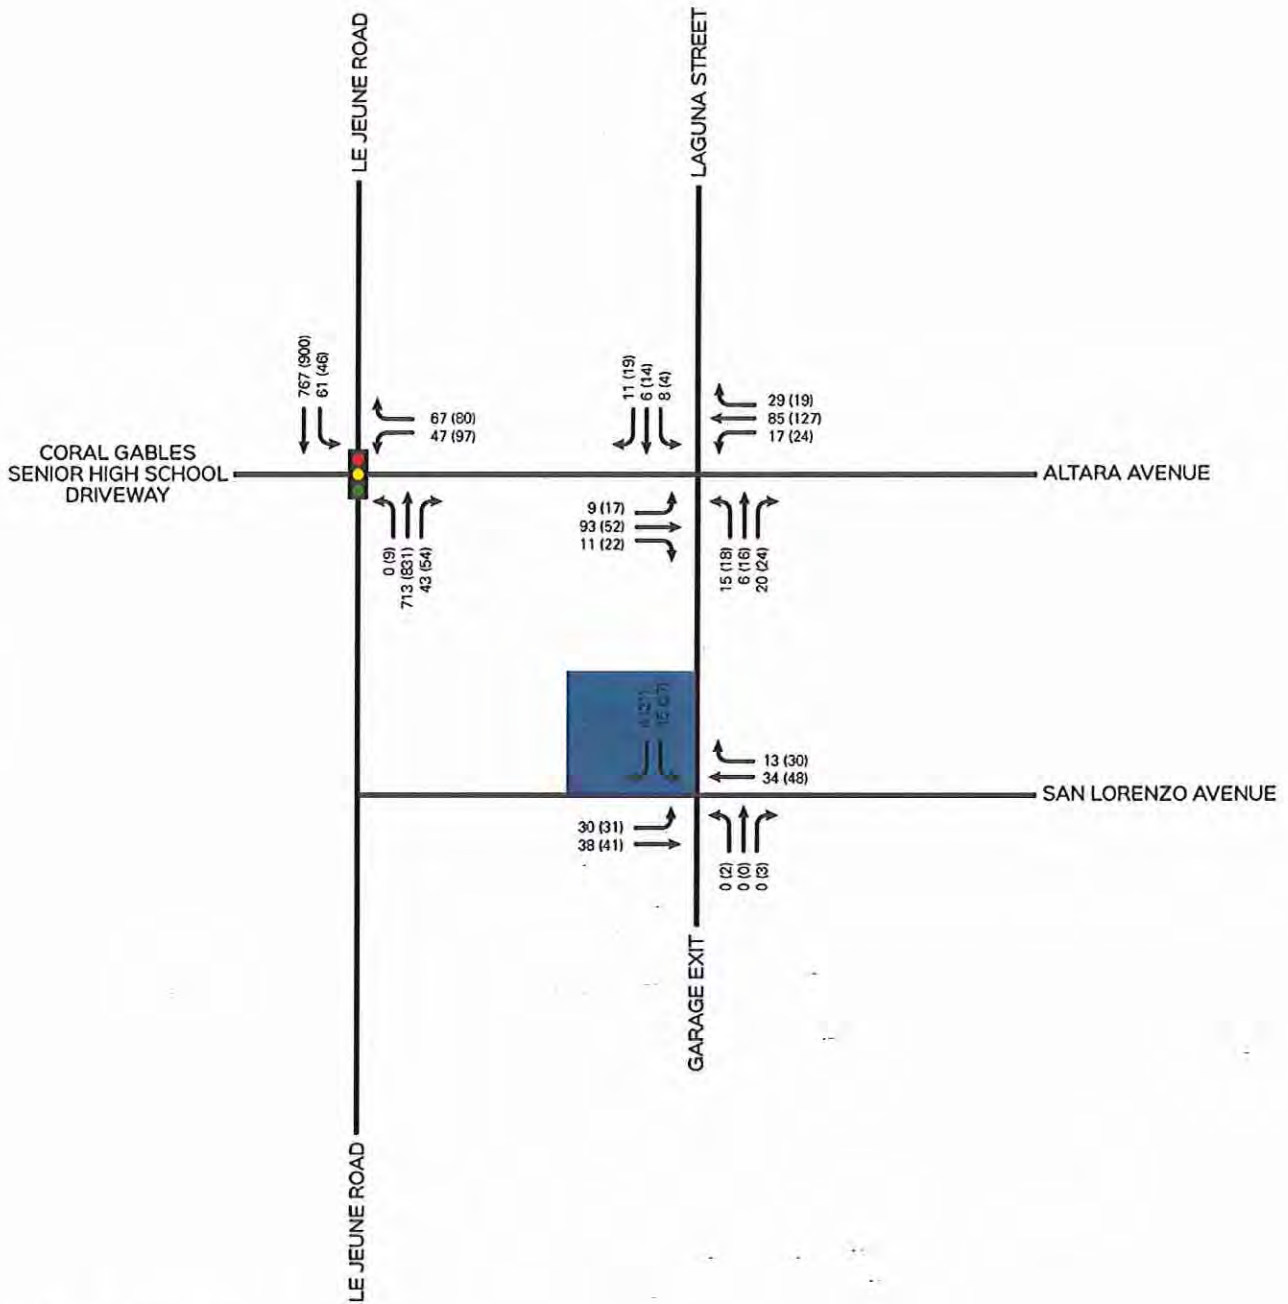 LE JEUNE ROAD
LAGUNA STREET
767 (900)
61 (46)
11 (19)
6 (14)
8 (4)
67 (80)
47 (97)
29 (19)
85 (127)
17 (24)
CORAL GABLES
SENIOR HIGH SCHOOL
DRIVEWAY
ALTARA AVENUE
9 (17)
93 (52)
11 (22)
0 (9)
713 (831)
43 (54)
15 (18)
6 (16)
20 (24)
13 (30)
34 (48)
SAN LORENZO AVENUE
30 (31)
38 (41)
0 (2)
0 (0)
0 (3)
GARAGE EXIT
LE JEUNE ROAD